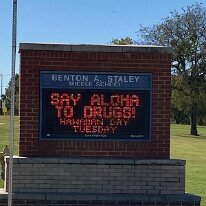 BENTON A. STALEY
MIDDLE SCHOOL
SAY ALOHA
TO DRUGS!
HAWAIIAN DAY
TUESDAY